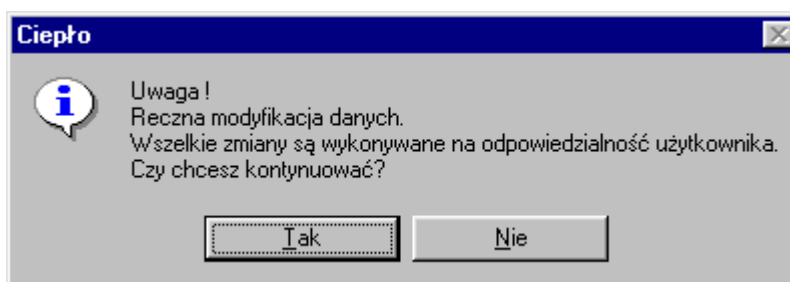 Ciepło
Uwaga !
Reczna modyfikacja danych.
Wszelkie zmiany są wykonywane na odpowiedzialność użytkownika.
Czy chcesz kontynuować?
Tak
Nie